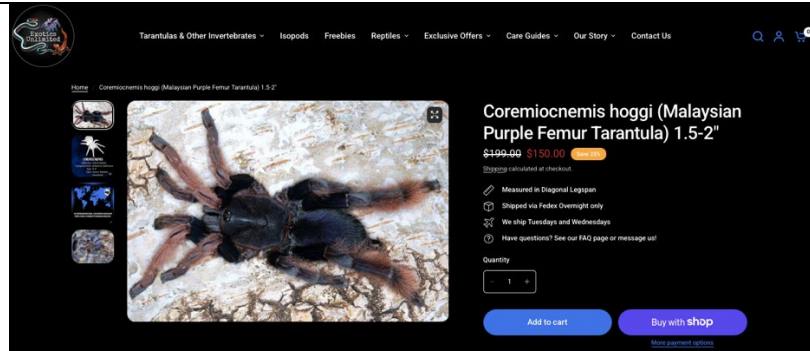 Exotics
Unlimited
Tarantulas & Other Invertebrates
Isopods
Freebies
Reptiles
Exclusive Offers
Care Guides
Our Story
Contact Us
0
Home Coremiocnemis hoggi (Malaysian Purple Femur Tarantula) 1.5-2"
Coremiocnemis hoggi (Malaysian
Purple Femur Tarantula) 1.5-2"
$199.00 $150.00 Save 25%
Shipping calculated at checkout.
Measured in Diagonal Legspan
Shipped via Fedex Overnight only
We ship Tuesdays and Wednesdays
Have questions? See our FAQ page or message us!
Quantity
- 1 +
Add to cart
Buy with shop
More payment options